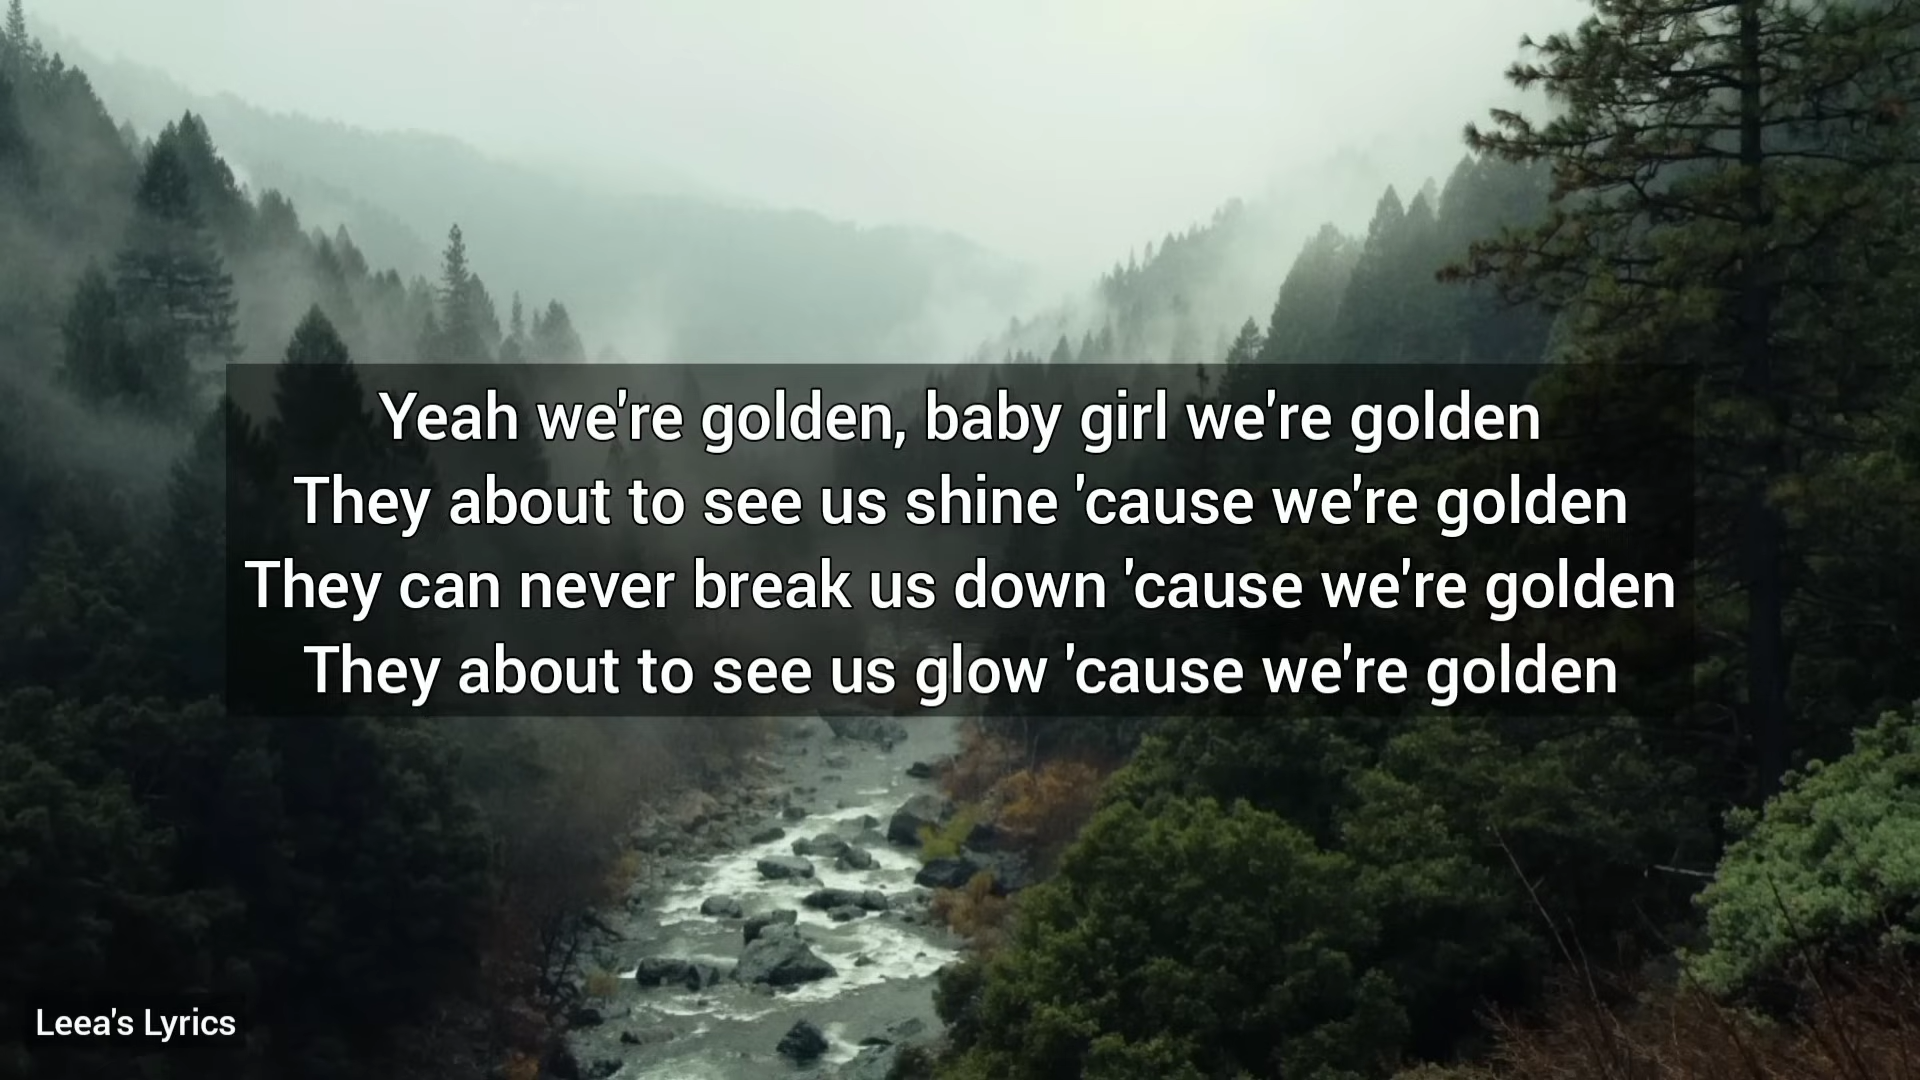 Yeah we're golden, baby girl we're golden
They about to see us shine 'cause we're golden
They can never break us down 'cause we're golden
They about to see us glow 'cause we're golden
Leea's Lyrics